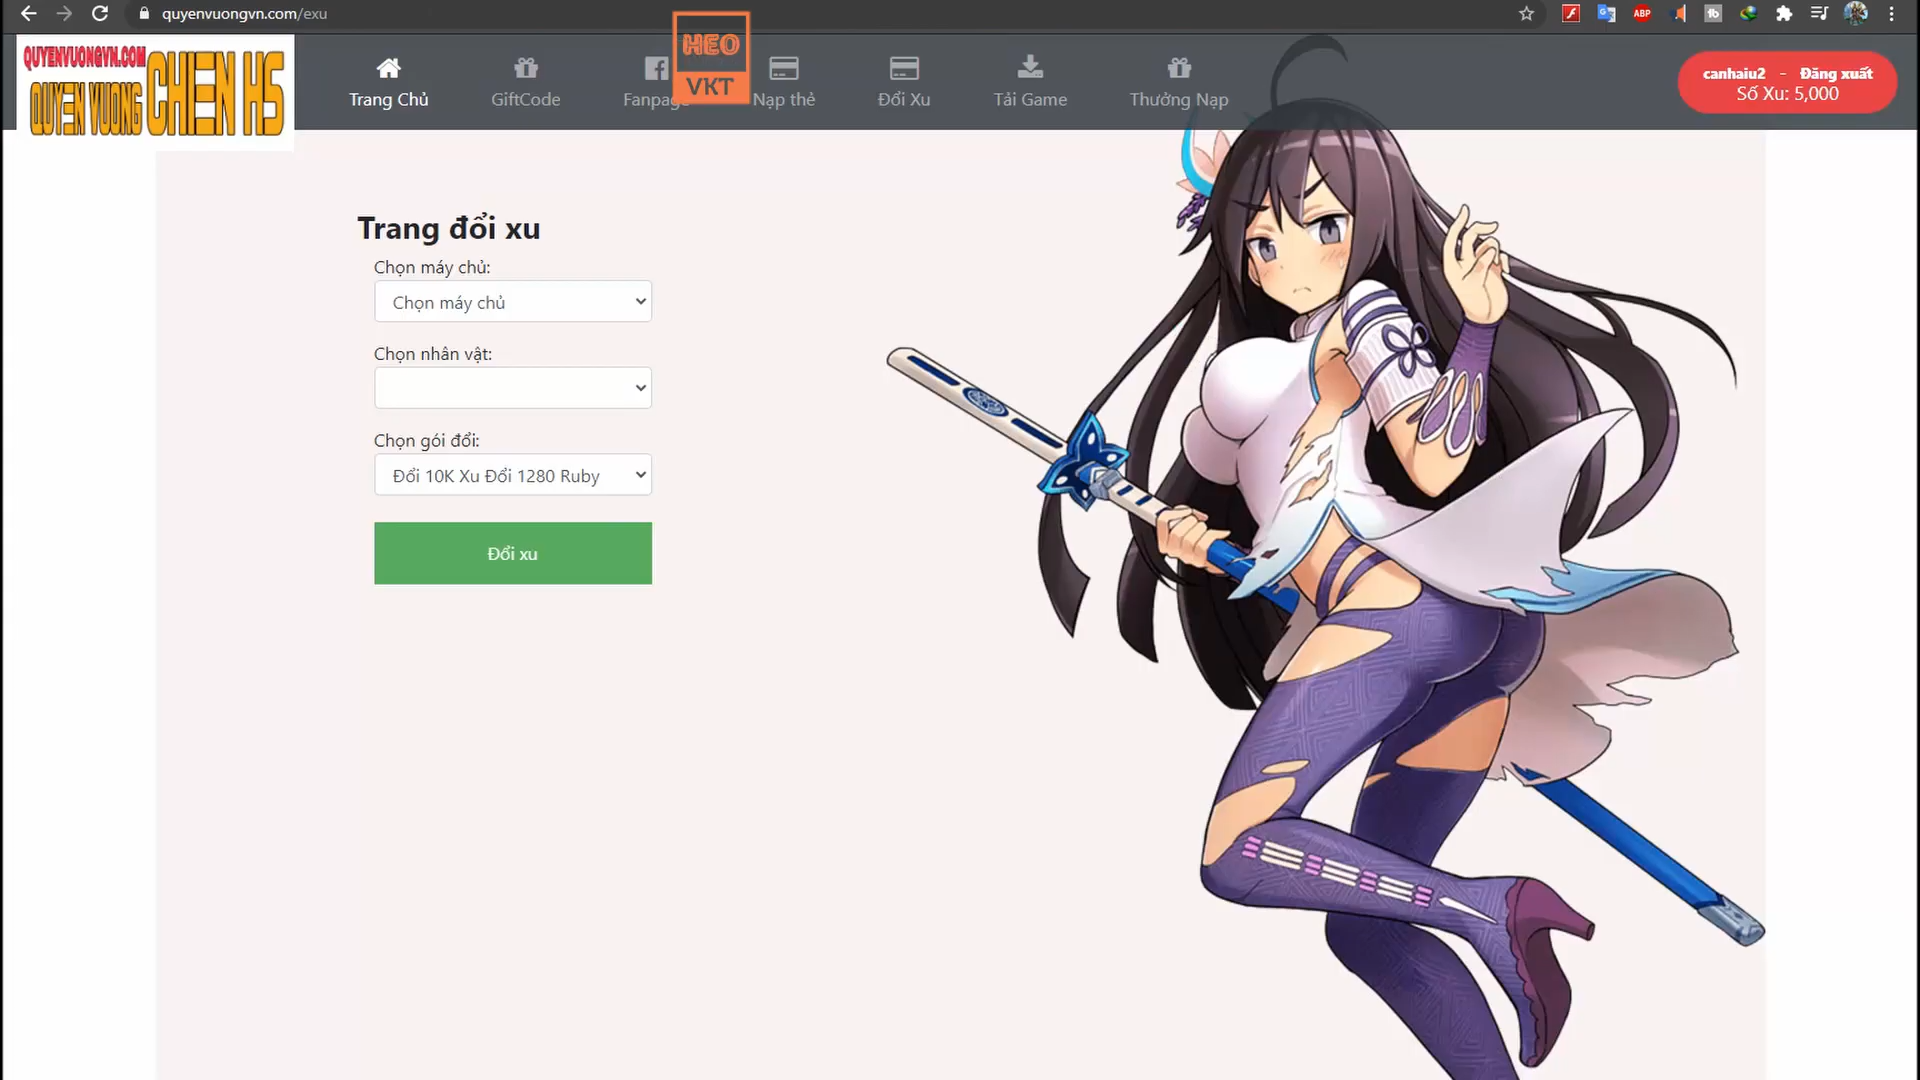 quyenvuongvn.com/exu
QUYENVUONGVN.COM
QUYEN VUONG CHIEN H5
HEO
VKT
Trang Chủ
GiftCode
Fanpage
Nạp thẻ
Đổi Xu
Tải Game
Thưởng Nạp
canhaiu2 - Đăng xuất
Số Xu: 5,000
ABP
Trang đổi xu
Chọn máy chủ:
Chọn máy chủ
Chọn nhân vật:
Chọn gói đổi:
Đổi 10K Xu Đổi 1280 Ruby
Đổi xu